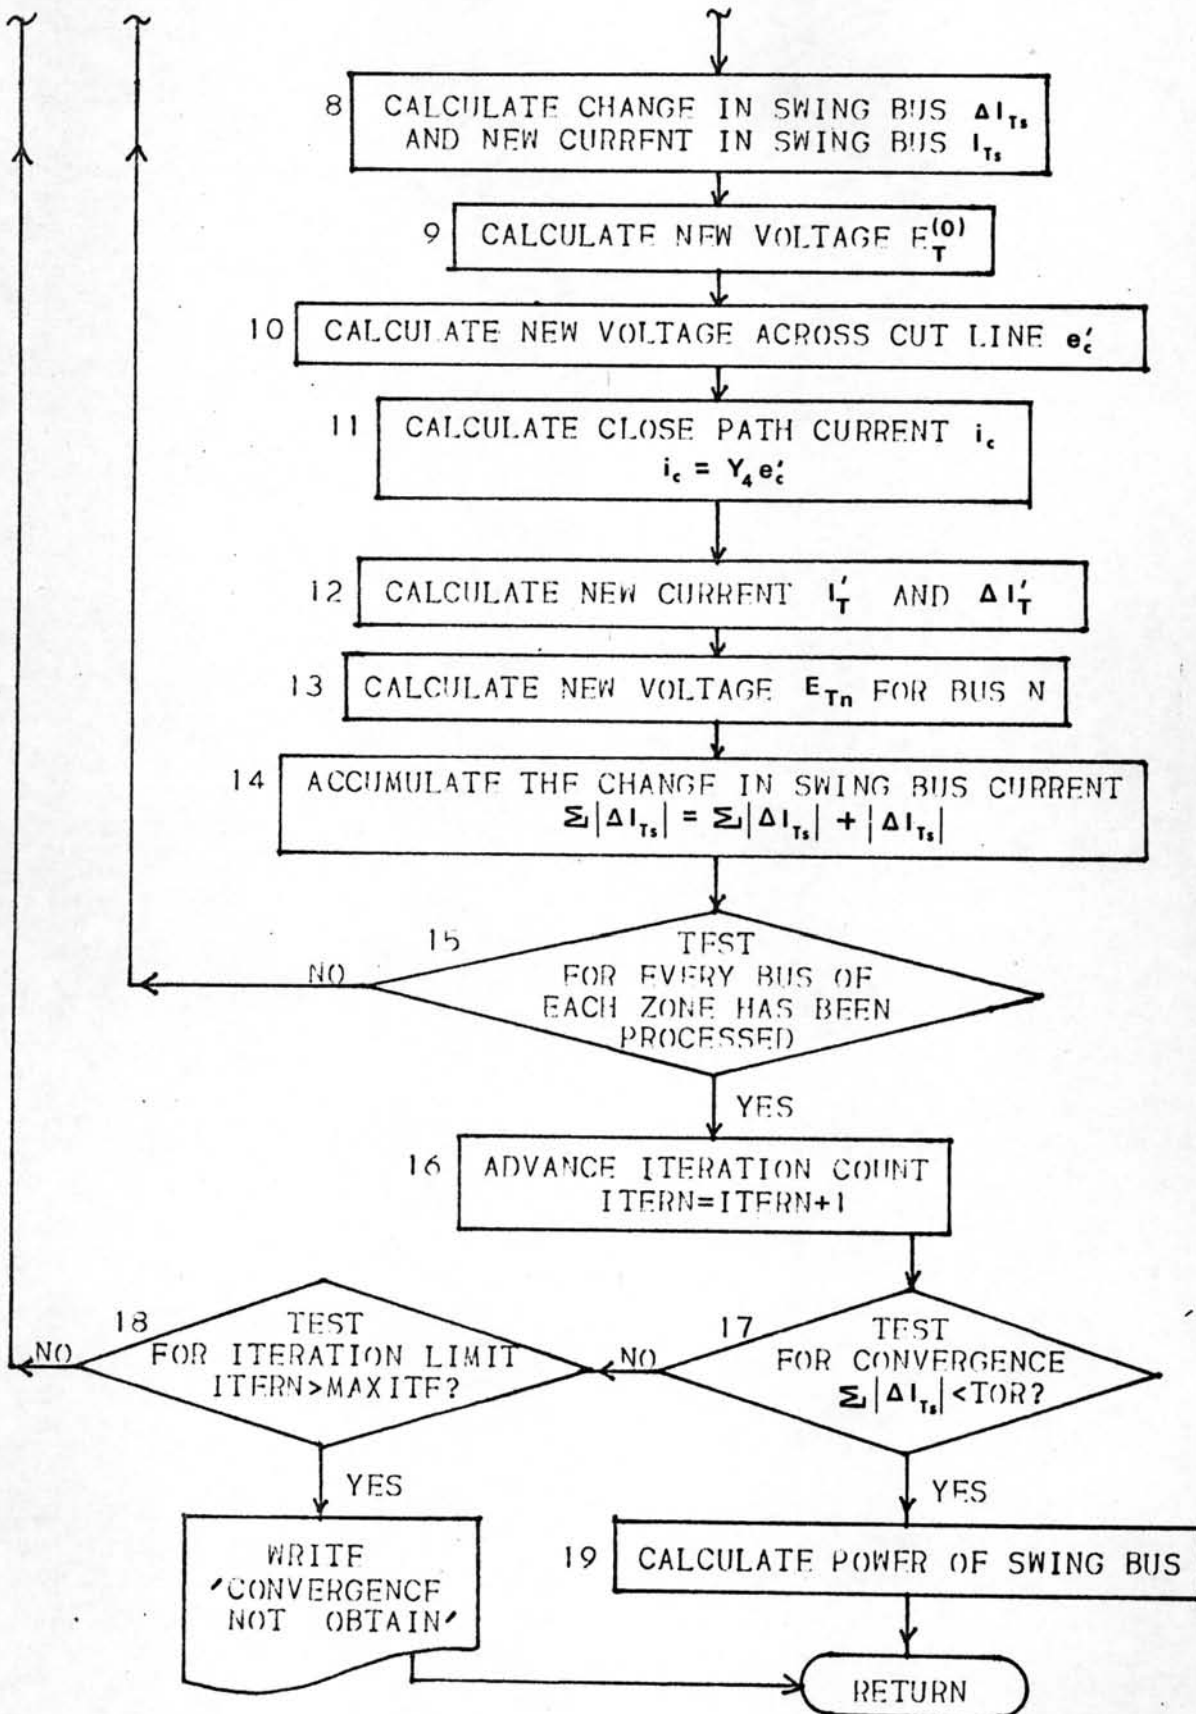 8 CALCULATE CHANGE IN SWING BUS ΔI_Ts
AND NEW CURRENT IN SWING BUS I_Ts
9 CALCULATE NEW VOLTAGE E_T^(0)
10 CALCULATE NEW VOLTAGE ACROSS CUT LINE e'_c
11 CALCULATE CLOSE PATH CURRENT i_c
i_c = Y_4 e'_c
12 CALCULATE NEW CURRENT I'_T AND Δ I'_T
13 CALCULATE NEW VOLTAGE E_Tn FOR BUS N
14 ACCUMULATE THE CHANGE IN SWING BUS CURRENT
Σ|ΔI_Ts| = Σ|ΔI_Ts| + |ΔI_Ts|
15 TEST
FOR EVERY BUS OF
EACH ZONE HAS BEEN
PROCESSED
NO
YES
16 ADVANCE ITERATION COUNT
ITERN=ITERN+1
17 TEST
FOR CONVERGENCE
Σ|ΔI_Ts|<TOR?
NO
YES
18 TEST
FOR ITERATION LIMIT
ITERN>MAXITE?
NO
YES
WRITE
'CONVERGENCE
NOT OBTAIN'
19 CALCULATE POWER OF SWING BUS
RETURN